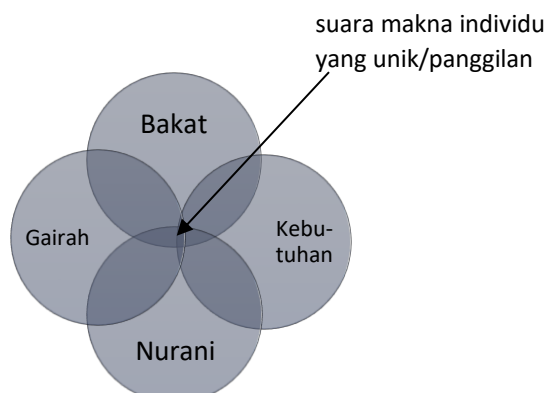 suara makna individu
yang unik/panggilan
Bakat
Gairah
Kebu-
tuhan
Nurani